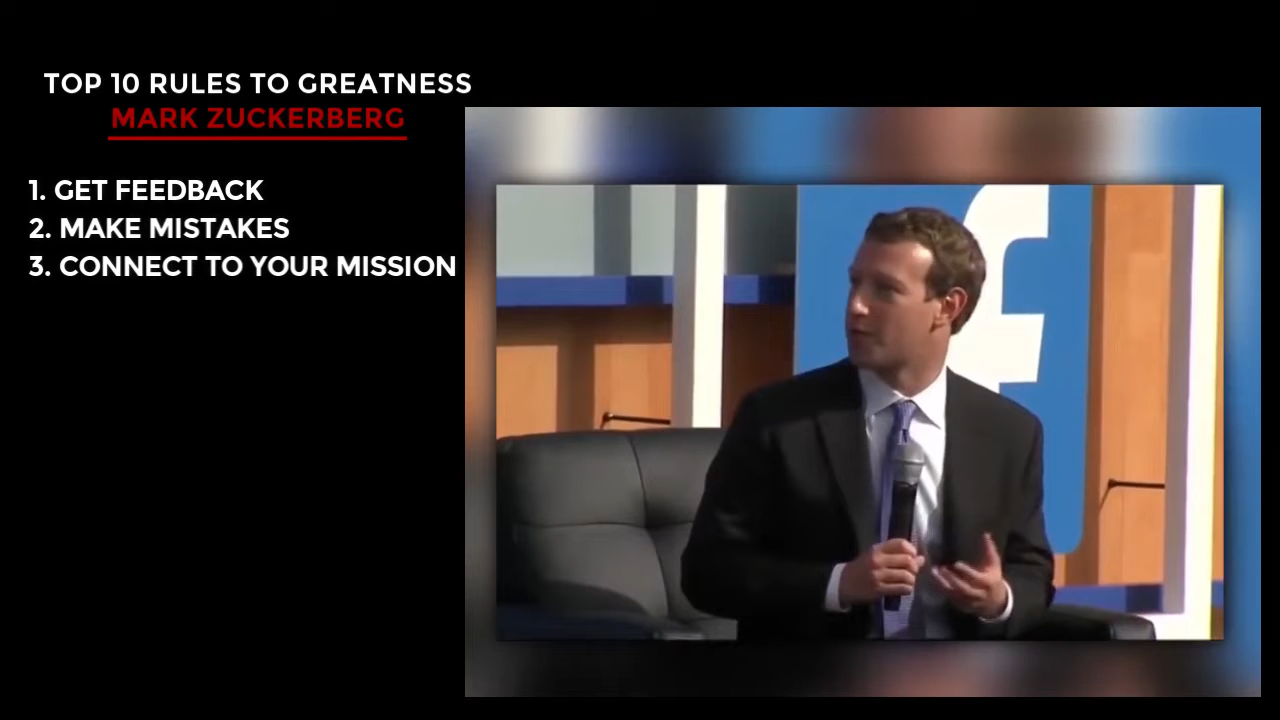 TOP 10 RULES TO GREATNESS
MARK ZUCKERBERG
1. GET FEEDBACK
2. MAKE MISTAKES
3. CONNECT TO YOUR MISSION
f